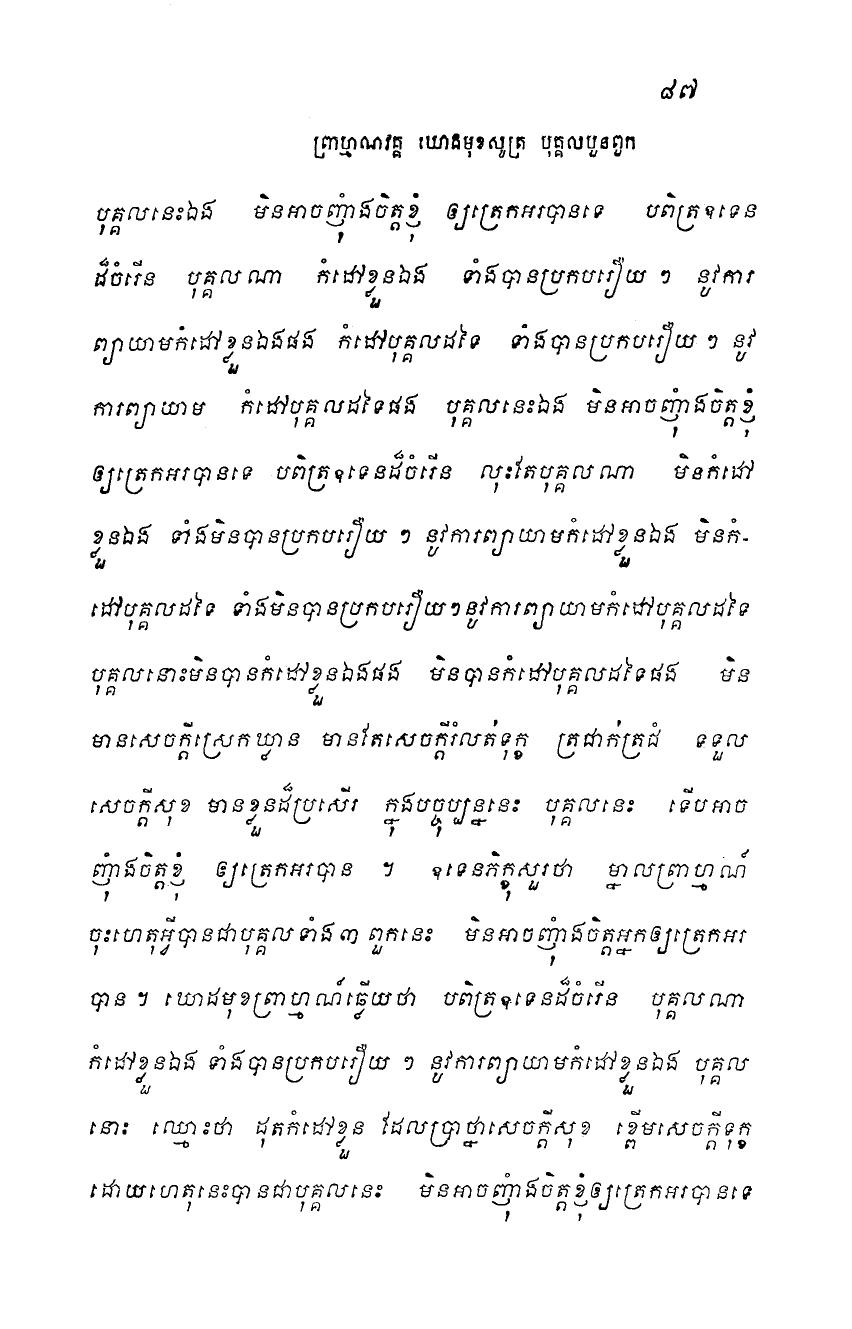 ៨៧
ព្រាហ្មណវគ្គ ឃោដមុខសូត្រ បុគ្គលបួនពួក
បុគ្គលនេះឯង មិនអាចញុំាងចិត្តខ្ញុំ ឲ្យត្រេកអរបានទេ បពិត្រឧទេន
ដ៏ចំរើន បុគ្គលណា កំដៅខ្លួនឯង ទាំងបានប្រកបរឿយ ៗ នូវការ
ព្យាយាមកំដៅខ្លួនឯងផង កំដៅបុគ្គលដទៃ ទាំងបានប្រកបរឿយ ៗ នូវ
ការព្យាយាម កំដៅបុគ្គលដទៃផង បុគ្គលនេះឯង មិនអាចញុំាងចិត្តខ្ញុំ
ឲ្យត្រេកអរបានទេ បពិត្រឧទេនដ៏ចំរើន លុះតែបុគ្គលណា មិនកំដៅ
ខ្លួនឯង ទាំងមិនបានប្រកបរឿយ ៗ នូវការព្យាយាមកំដៅខ្លួនឯង មិនកំ-
ដៅបុគ្គលដទៃ ទាំងមិនបានប្រកបរឿយៗនូវការព្យាយាមកំដៅបុគ្គលដទៃ
បុគ្គលនោះមិនបានកំដៅខ្លួនឯងផង មិនបានកំដៅបុគ្គលដទៃផង មិន
មានសេចក្តីស្រេកឃ្លាន មានតែសេចក្តីរំលត់ទុក្ខ ត្រជាក់ត្រជំ ទទួល
សេចក្តីសុខ មានខ្លួនដ៏ប្រសើរ ក្នុងបច្ចុប្បន្ននេះ បុគ្គលនេះ ទើបអាច
ញុំាងចិត្តខ្ញុំ ឲ្យត្រេកអរបាន ។ ឧទេនភិក្ខុសួរថា ម្នាលព្រាហ្មណ៍
ចុះហេតុអ្វីបានជាបុគ្គលទាំង៣ ពួកនេះ មិនអាចញុំាងចិត្តអ្នកឲ្យត្រេកអរ
បាន ។ ឃោដមុខព្រាហ្មណ៍ឆ្លើយថា បពិត្រឧទេនដ៏ចំរើន បុគ្គលណា
កំដៅខ្លួនឯង ទាំងបានប្រកបរឿយ ៗ នូវការព្យាយាមកំដៅខ្លួនឯង បុគ្គល
នោះ ឈ្មោះថា ដុតកំដៅខ្លួន ដែលប្រាថ្នាសេចក្តីសុខ ខ្ពើមសេចក្តីទុក្ខ
ដោយហេតុនេះបានជាបុគ្គលនេះ មិនអាចញុំាងចិត្តខ្ញុំឲ្យត្រេកអរបានទេ